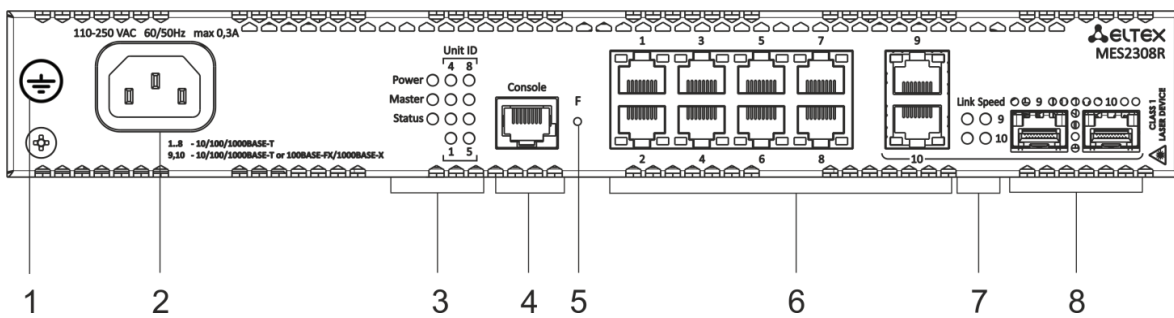 110-250 VAC 60/50Hz max 0,3A
Unit ID
4 8
Power
Master
Status
1 5
Console
F
1..8 - 10/100/1000BASE-T
9,10 - 10/100/1000BASE-T or 100BASE-FX/1000BASE-X
1 3 5 7 9
2 4 6 8 10
ELTEX
MES2308R
Link Speed
9 10
9
10
CLASS 1
LASER DEVICE
1 2 3 4 5 6 7 8